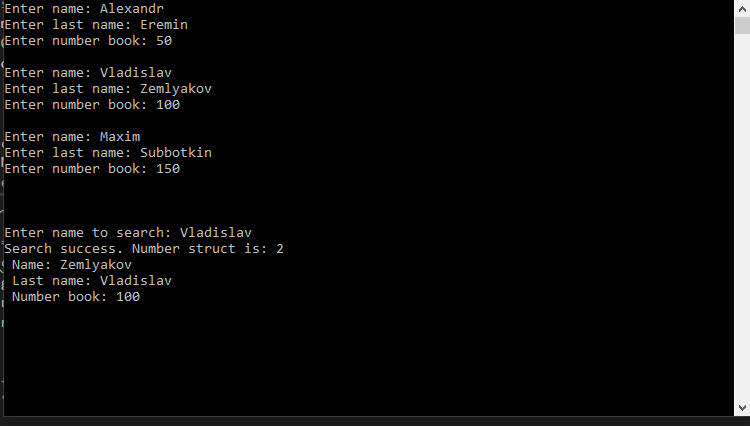 Enter name: Alexandr
Enter last name: Eremin
Enter number book: 50
Enter name: Vladislav
Enter last name: Zemlyakov
Enter number book: 100
Enter name: Maxim
Enter last name: Subbotkin
Enter number book: 150
Enter name to search: Vladislav
Search success. Number struct is: 2
Name: Zemlyakov
Last name: Vladislav
Number book: 100